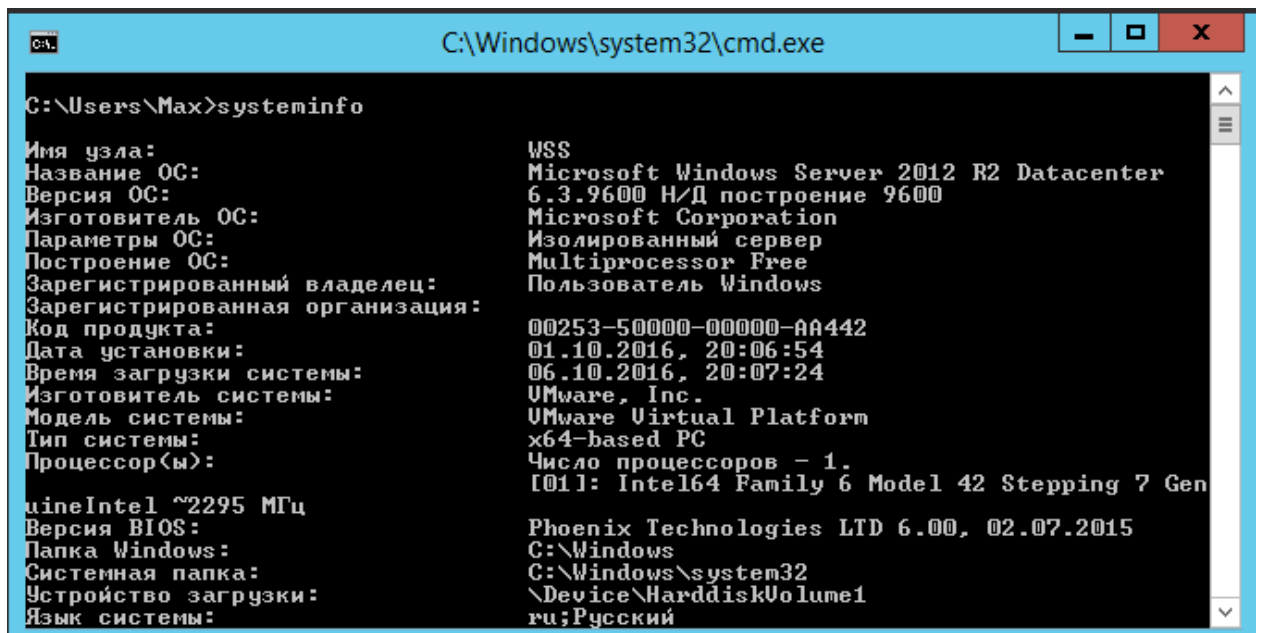 C:\Windows\system32\cmd.exe
C:\Users\Max>systeminfo
Имя узла: WSS
Название ОС: Microsoft Windows Server 2012 R2 Datacenter
Версия ОС: 6.3.9600 Н/Д построение 9600
Изготовитель ОС: Microsoft Corporation
Параметры ОС: Изолированный сервер
Построение ОС: Multiprocessor Free
Зарегистрированный владелец: Пользователь Windows
Зарегистрированная организация:
Код продукта: 00253-50000-00000-AA442
Дата установки: 01.10.2016, 20:06:54
Время загрузки системы: 06.10.2016, 20:07:24
Изготовитель системы: VMware, Inc.
Модель системы: VMware Virtual Platform
Тип системы: x64-based PC
Процессор(ы): Число процессоров - 1.
[01]: Intel64 Family 6 Model 42 Stepping 7 Gen
uineIntel ~2295 МГц
Версия BIOS: Phoenix Technologies LTD 6.00, 02.07.2015
Папка Windows: C:\Windows
Системная папка: C:\Windows\system32
Устройство загрузки: \Device\HarddiskVolume1
Язык системы: ru;Русский